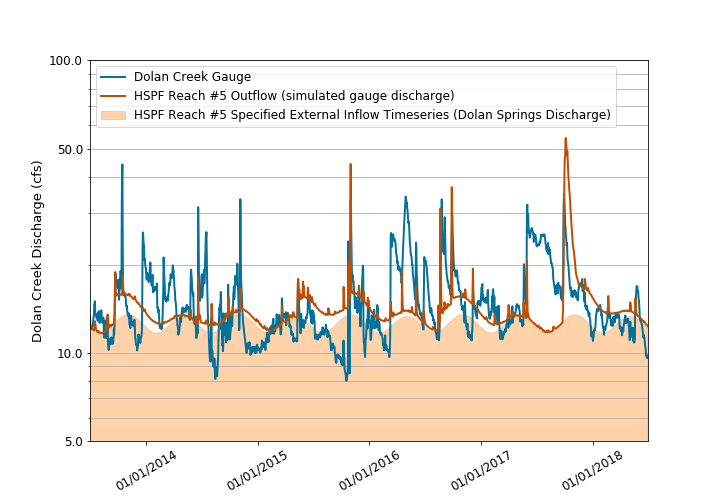 100.0
Dolan Creek Gauge
HSPF Reach #5 Outflow (simulated gauge discharge)
HSPF Reach #5 Specified External Inflow Timeseries (Dolan Springs Discharge)
50.0
Dolan Creek Discharge (cfs)
10.0
5.0
01/01/2014
01/01/2015
01/01/2016
01/01/2017
01/01/2018